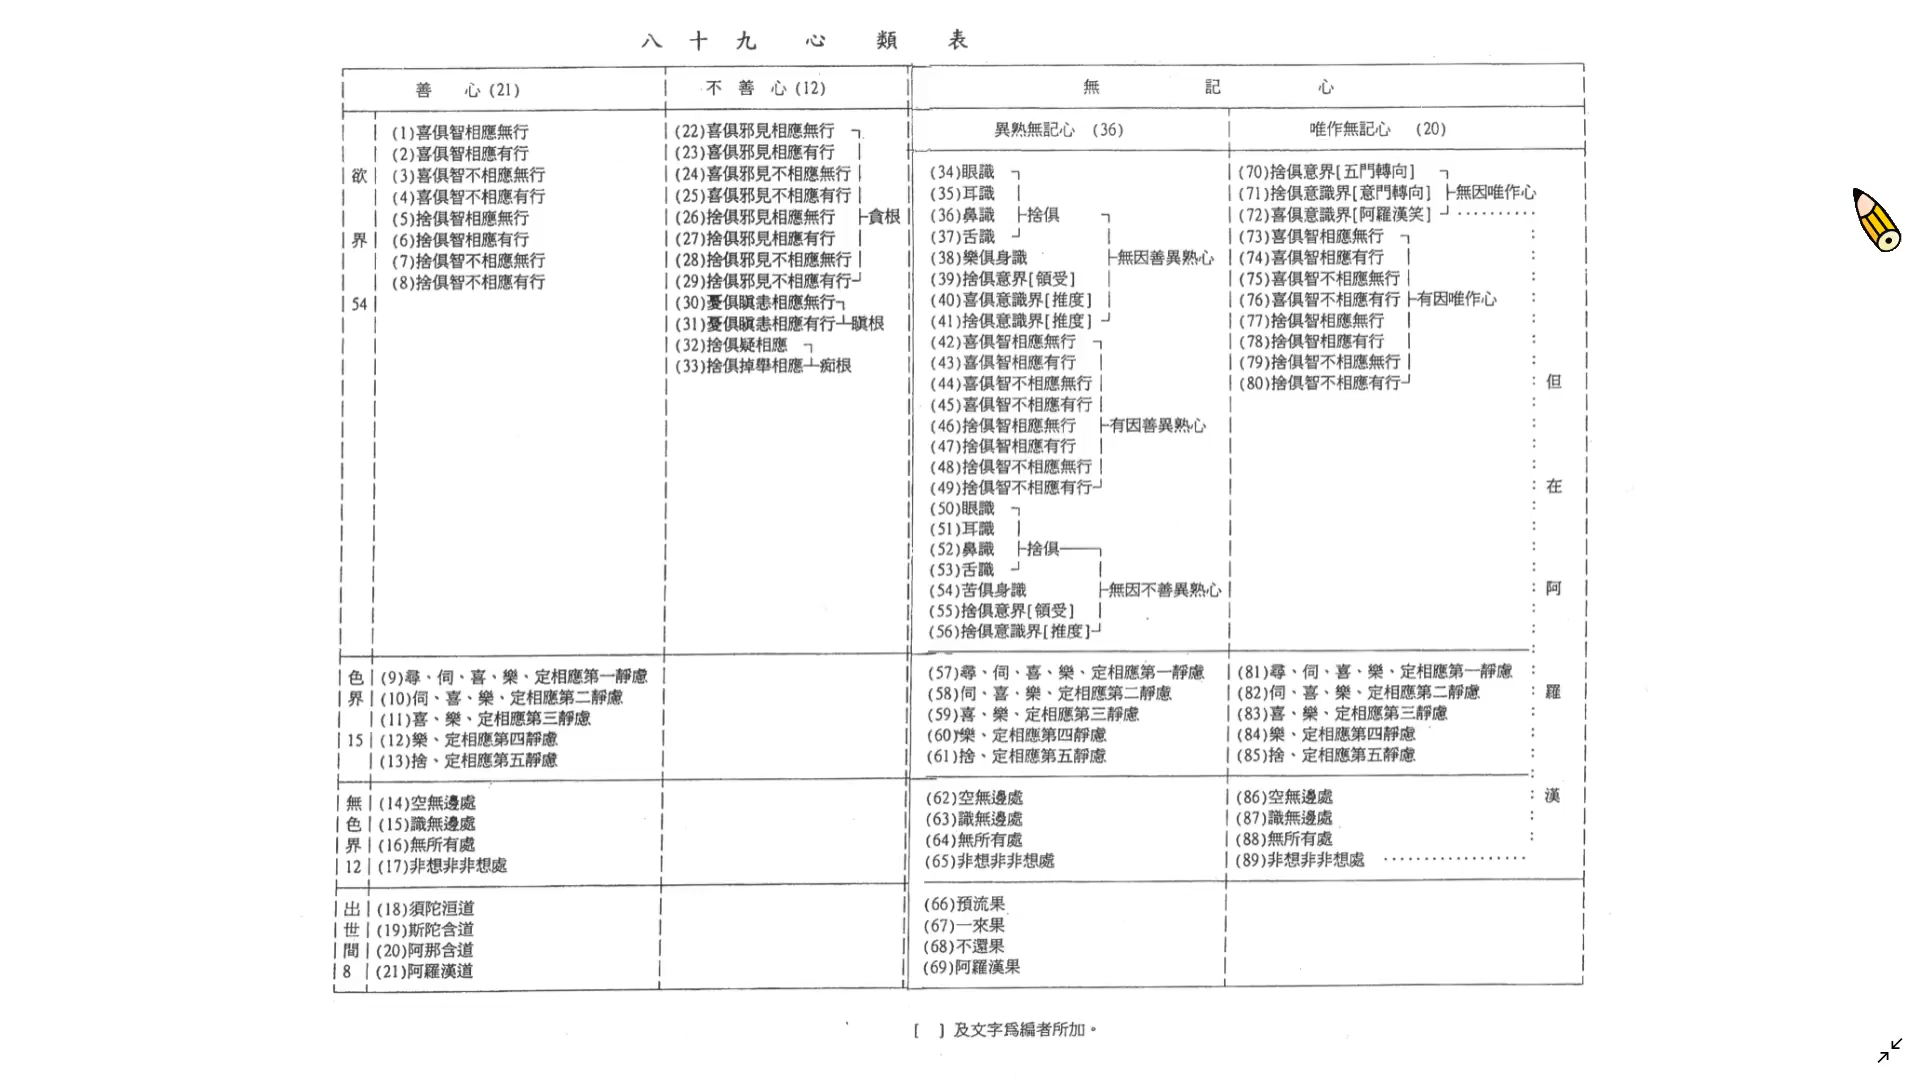 八十九心類表
善心(21)
不善心(12)
無記心
異熟無記心 (36)
唯作無記心 (20)
欲界54
(1)喜俱智相應無行
(2)喜俱智相應有行
(3)喜俱智不相應無行
(4)喜俱智不相應有行
(5)捨俱智相應無行
(6)捨俱智相應有行
(7)捨俱智不相應無行
(8)捨俱智不相應有行
(22)喜俱邪見相應無行
(23)喜俱邪見相應有行
(24)喜俱邪見不相應無行
(25)喜俱邪見不相應有行
(26)捨俱邪見相應無行
貪根
(27)捨俱邪見相應有行
(28)捨俱邪見不相應無行
(29)捨俱邪見不相應有行
(30)憂俱瞋恚相應無行
(31)憂俱瞋恚相應有行
瞋根
(32)捨俱疑相應
(33)捨俱掉舉相應
痴根
(34)眼識
(35)耳識
(36)鼻識
捨俱
(37)舌識
(38)樂俱身識
無因善異熟心
(39)捨俱意界[領受]
(40)喜俱意識界[推度]
(41)捨俱意識界[推度]
(42)喜俱智相應無行
(43)喜俱智相應有行
(44)喜俱智不相應無行
(45)喜俱智不相應有行
(46)捨俱智相應無行
有因善異熟心
(47)捨俱智相應有行
(48)捨俱智不相應無行
(49)捨俱智不相應有行
(50)眼識
(51)耳識
(52)鼻識
捨俱
(53)舌識
(54)苦俱身識
無因不善異熟心
(55)捨俱意界[領受]
(56)捨俱意識界[推度]
(70)捨俱意界[五門轉向]
(71)捨俱意識界[意門轉向]
無因唯作心
(72)喜俱意識界[阿羅漢笑]
(73)喜俱智相應無行
(74)喜俱智相應有行
(75)喜俱智不相應無行
(76)喜俱智不相應有行
有因唯作心
(77)捨俱智相應無行
(78)捨俱智相應有行
(79)捨俱智不相應無行
(80)捨俱智不相應有行
但在阿羅漢
色界15
(9)尋、伺、喜、樂、定相應第一靜慮
(10)伺、喜、樂、定相應第二靜慮
(11)喜、樂、定相應第三靜慮
(12)樂、定相應第四靜慮
(13)捨、定相應第五靜慮
(57)尋、伺、喜、樂、定相應第一靜慮
(58)伺、喜、樂、定相應第二靜慮
(59)喜、樂、定相應第三靜慮
(60)樂、定相應第四靜慮
(61)捨、定相應第五靜慮
(81)尋、伺、喜、樂、定相應第一靜慮
(82)伺、喜、樂、定相應第二靜慮
(83)喜、樂、定相應第三靜慮
(84)樂、定相應第四靜慮
(85)捨、定相應第五靜慮
無色界12
(14)空無邊處
(15)識無邊處
(16)無所有處
(17)非想非非想處
(62)空無邊處
(63)識無邊處
(64)無所有處
(65)非想非非想處
(86)空無邊處
(87)識無邊處
(88)無所有處
(89)非想非非想處
出世間8
(18)須陀洹道
(19)斯陀含道
(20)阿那含道
(21)阿羅漢道
(66)預流果
(67)一來果
(68)不還果
(69)阿羅漢果
[ ]及文字爲編者所加。